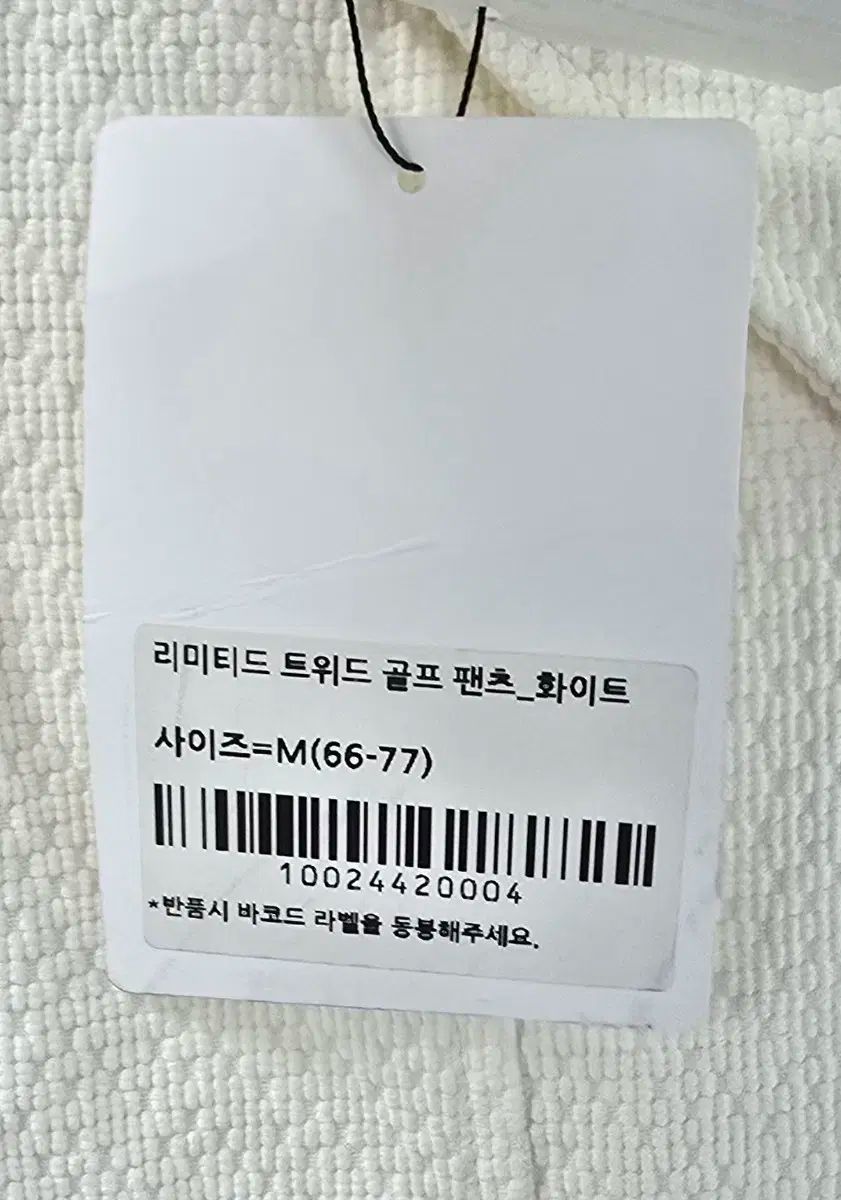 리미티드 트위드 골프 팬츠_화이트
사이즈=M(66-77)
10024420004
*반품시 바코드 라벨을 동봉해주세요.